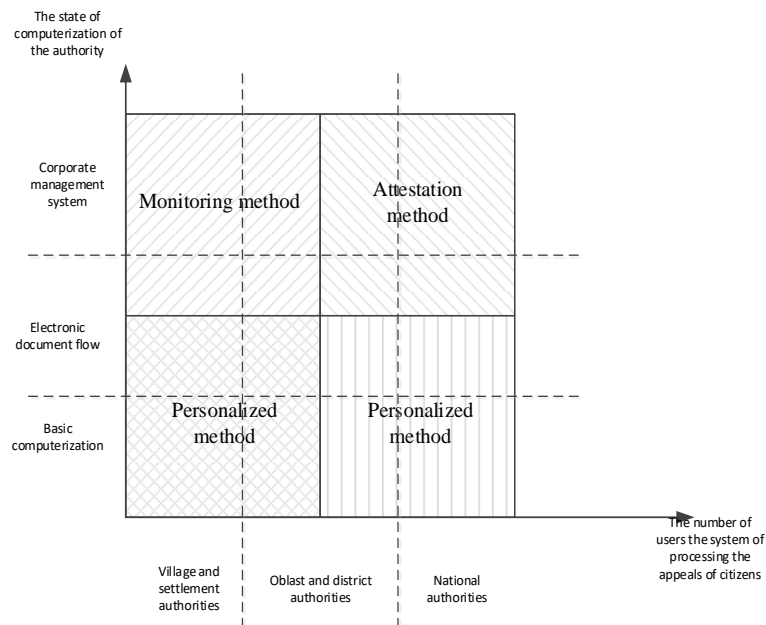 The state of
computerization of
the authority
Corporate
management
system
Monitoring method
Attestation
method
Electronic
document flow
Basic
computerization
Personalized
method
Personalized
method
The number of
users the system of
processing the
appeals of citizens
Village and
settlement
authorities
Oblast and district
authorities
National
authorities